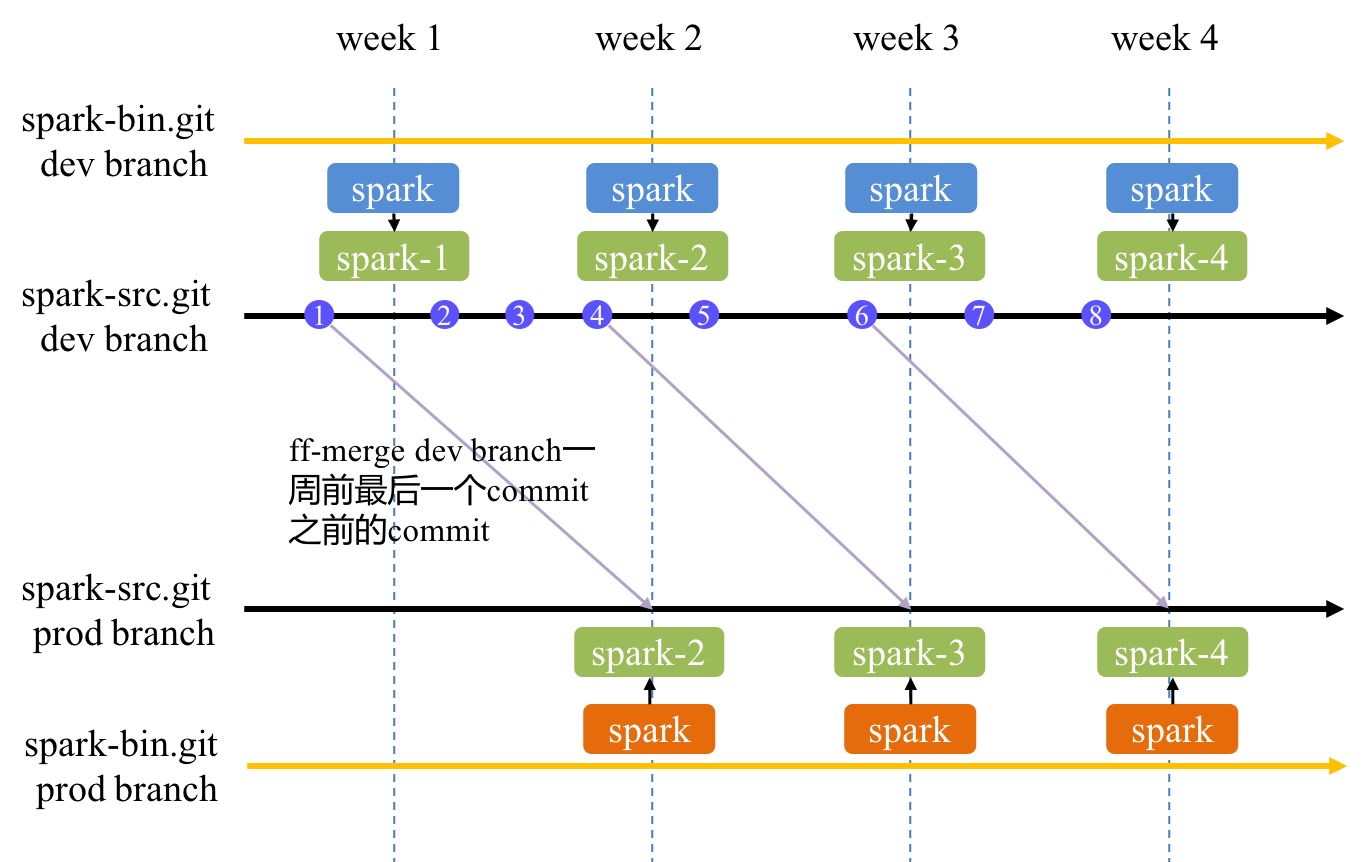 week 1
week 2
week 3
week 4
spark-bin.git
dev branch
spark
spark
spark
spark
spark-1
spark-2
spark-3
spark-4
spark-src.git
dev branch
1
2
3
4
5
6
7
8
ff-merge dev branch一
周前最后一个commit
之前的commit
spark-src.git
prod branch
spark-2
spark-3
spark-4
spark
spark
spark
spark-bin.git
prod branch